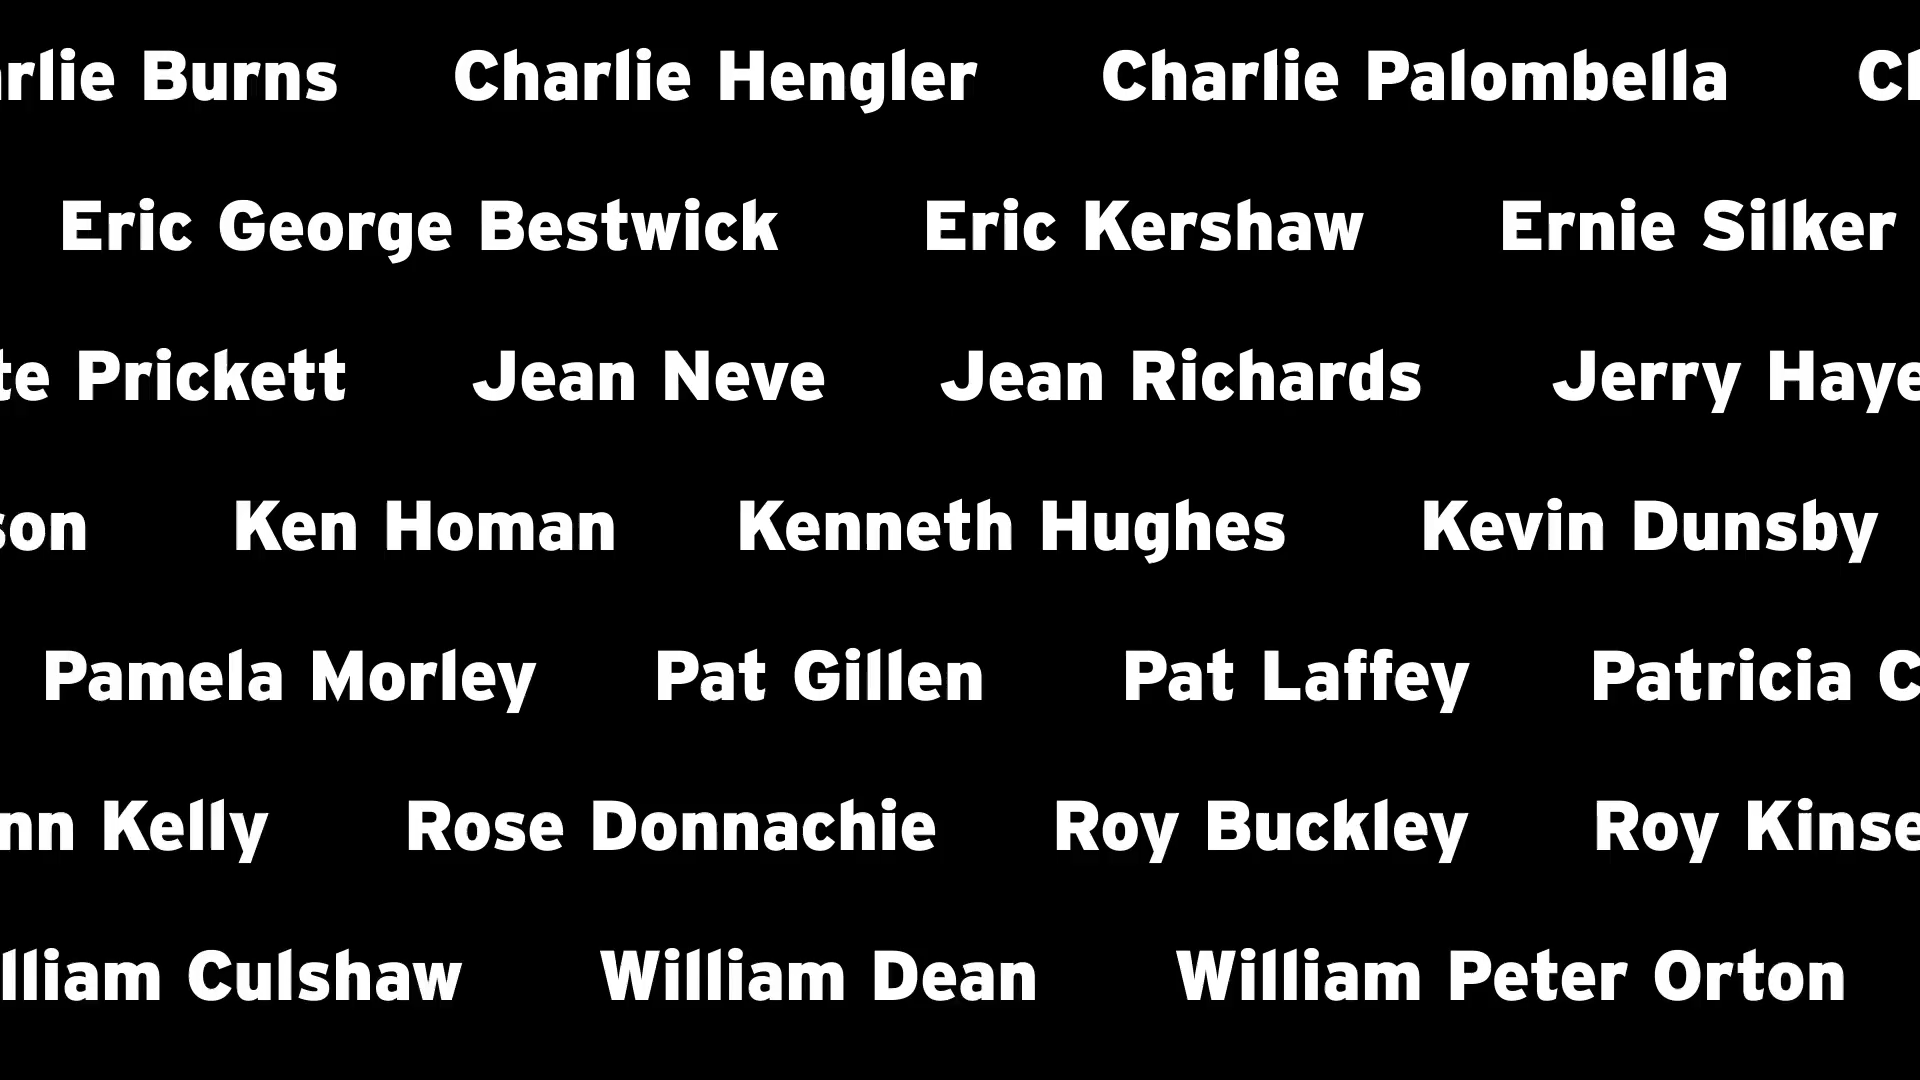 rlie Burns Charlie Hengler Charlie Palombella
Eric George Bestwick Eric Kershaw Ernie Silker
te Prickett Jean Neve Jean Richards Jerry Haye
son Ken Homan Kenneth Hughes Kevin Dunsby
Pamela Morley Pat Gillen Pat Laffey Patricia C
nn Kelly Rose Donnachie Roy Buckley Roy Kinse
lliam Culshaw William Dean William Peter Orton